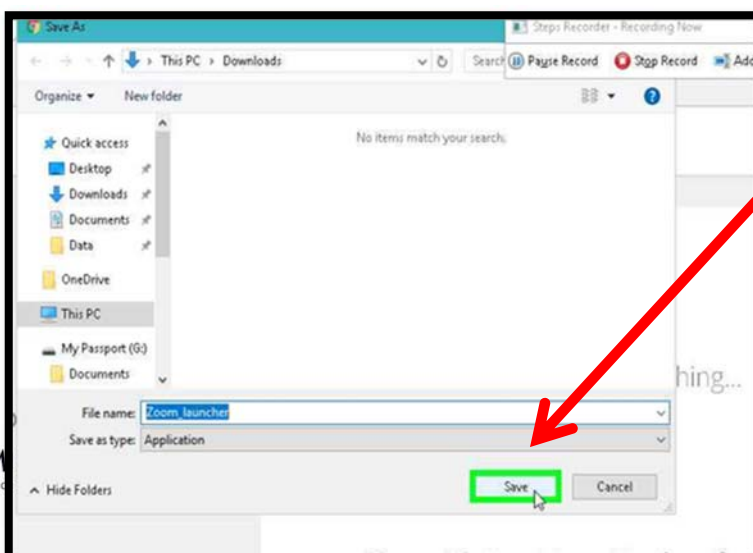 Save As
Steps Recorder - Recording Now
This PC > Downloads
Search
Pause Record
Stop Record
Add
Organize
New folder
No items match your search.
Quick access
Desktop
Downloads
Documents
Data
OneDrive
This PC
My Passport (G:)
Documents
hing...
File name: Zoom_launcher
Save as type: Application
Hide Folders
Save
Cancel